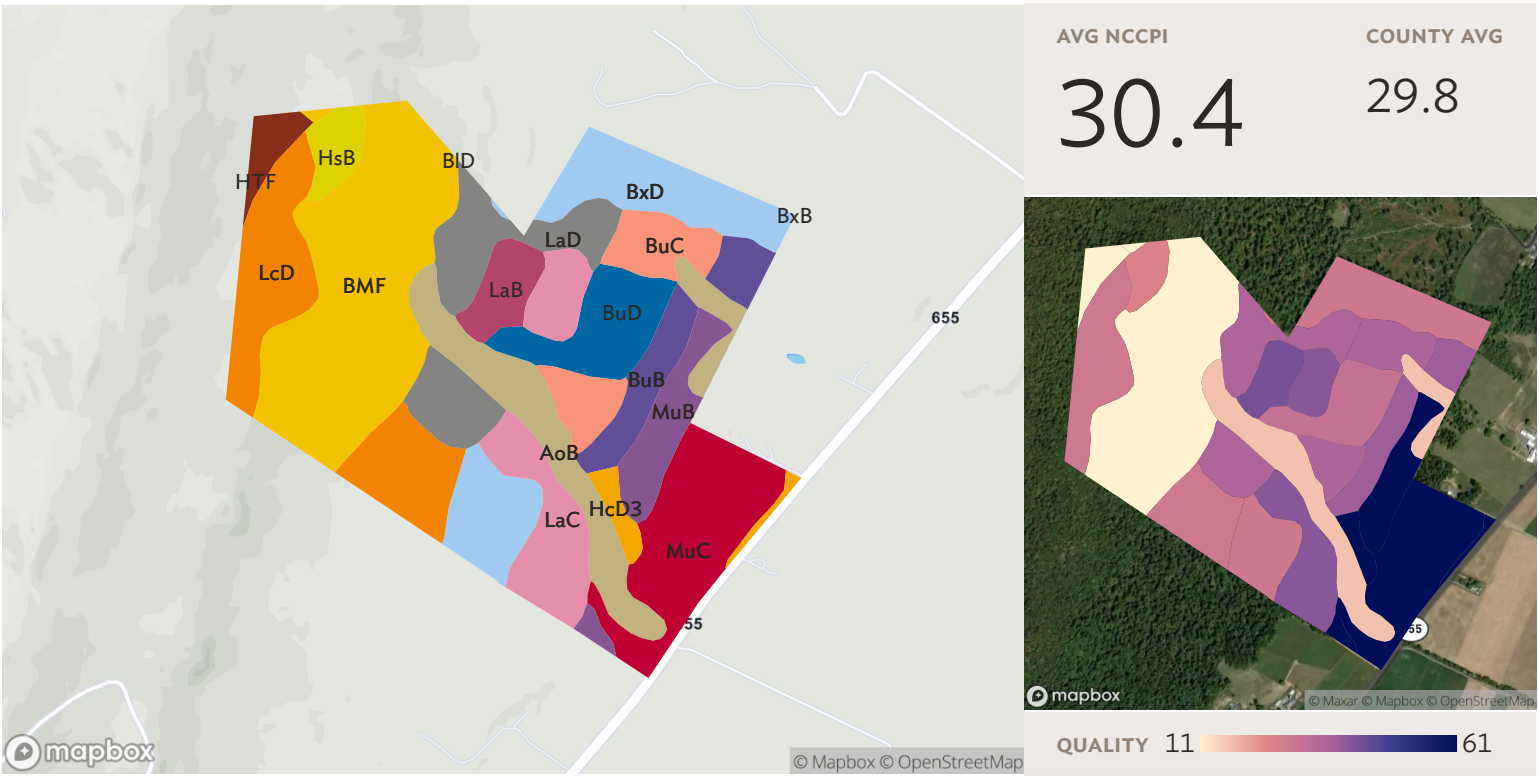 AVG NCCPI
COUNTY AVG
30.4
29.8
HsB
BlD
HTF
BxD
BxB
LaD
BuC
LcD
BMF
LaB
BuD
655
BuB
MuB
AoB
HcD3
LaC
MuC
55
55
mapbox
© Mapbox © OpenStreetMap
mapbox
© Maxar © Mapbox © OpenStreetMap
QUALITY 11 61